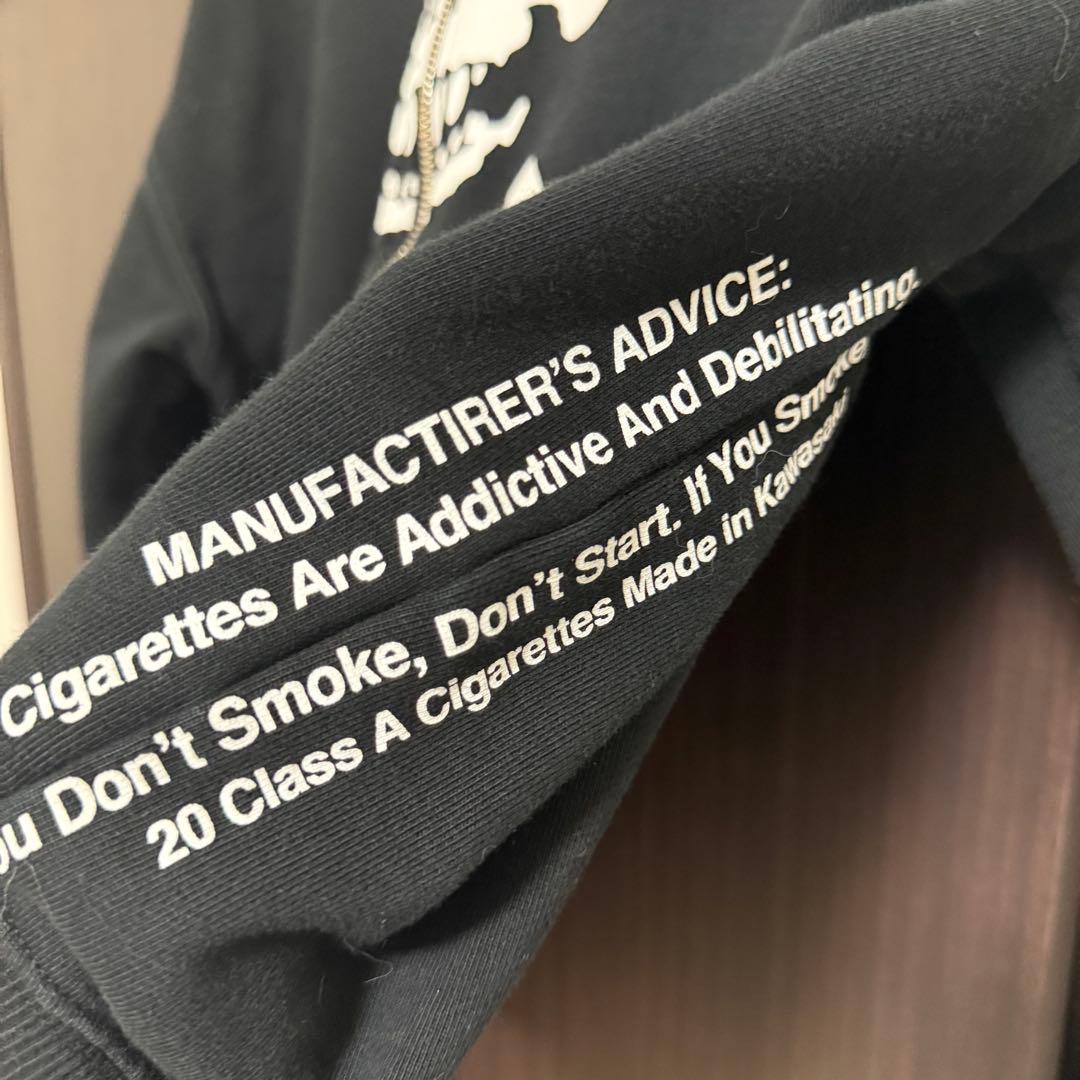 MANUFACTIRER'S ADVICE:
Cigarettes Are Addictive And Debilitating.
ou Don't Smoke, Don't Start. If You Smoke
20 Class A Cigarettes Made in Kawasaki